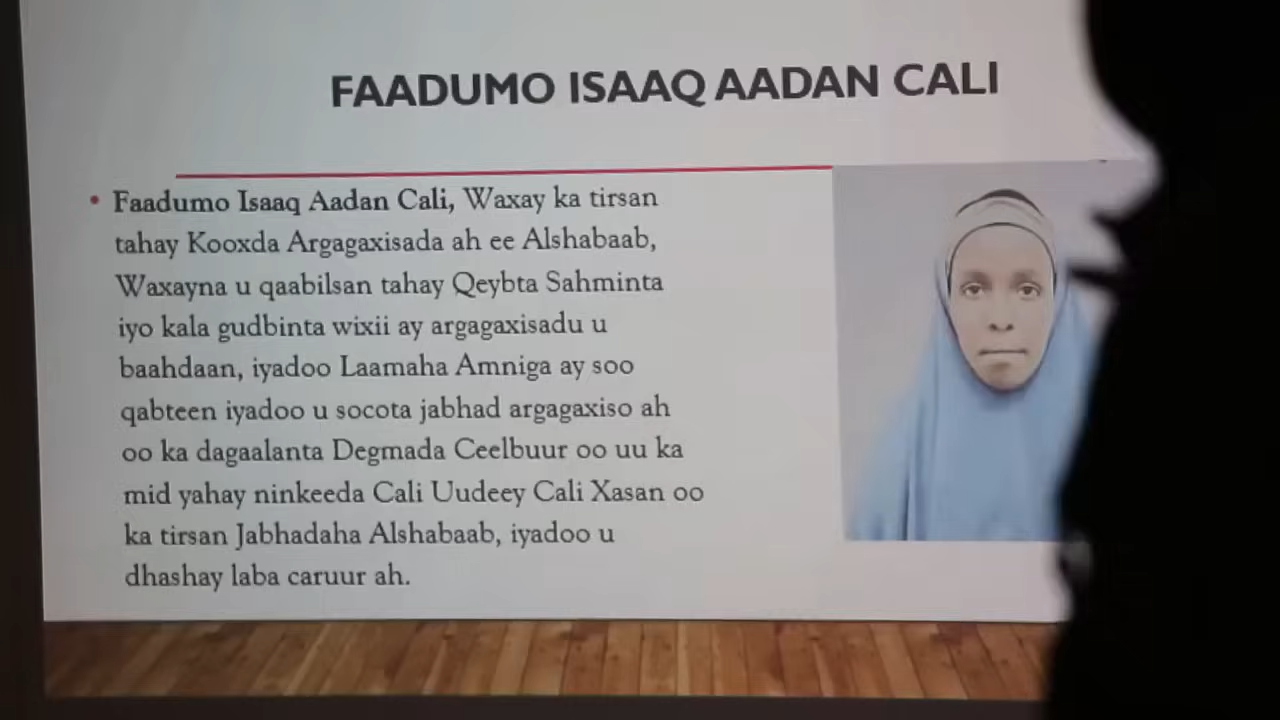 FAADUMO ISAAQ AADAN CALI
• Faadumo Isaaq Aadan Cali, Waxay ka tirsan
tahay Kooxda Argagaxisada ah ee Alshabaab,
Waxayna u qaabilsan tahay Qeybta Sahminta
iyo kala gudbinta wixii ay argagaxisadu u
baahdaan, iyadoo Laamaha Amniga ay soo
qabteen iyadoo u socota jabhad argagaxiso ah
oo ka dagaalanta Degmada Ceelbuur oo uu ka
mid yahay ninkeeda Cali Uudeey Cali Xasan oo
ka tirsan Jabhadaha Alshabaab, iyadoo u
dhashay laba caruur ah.